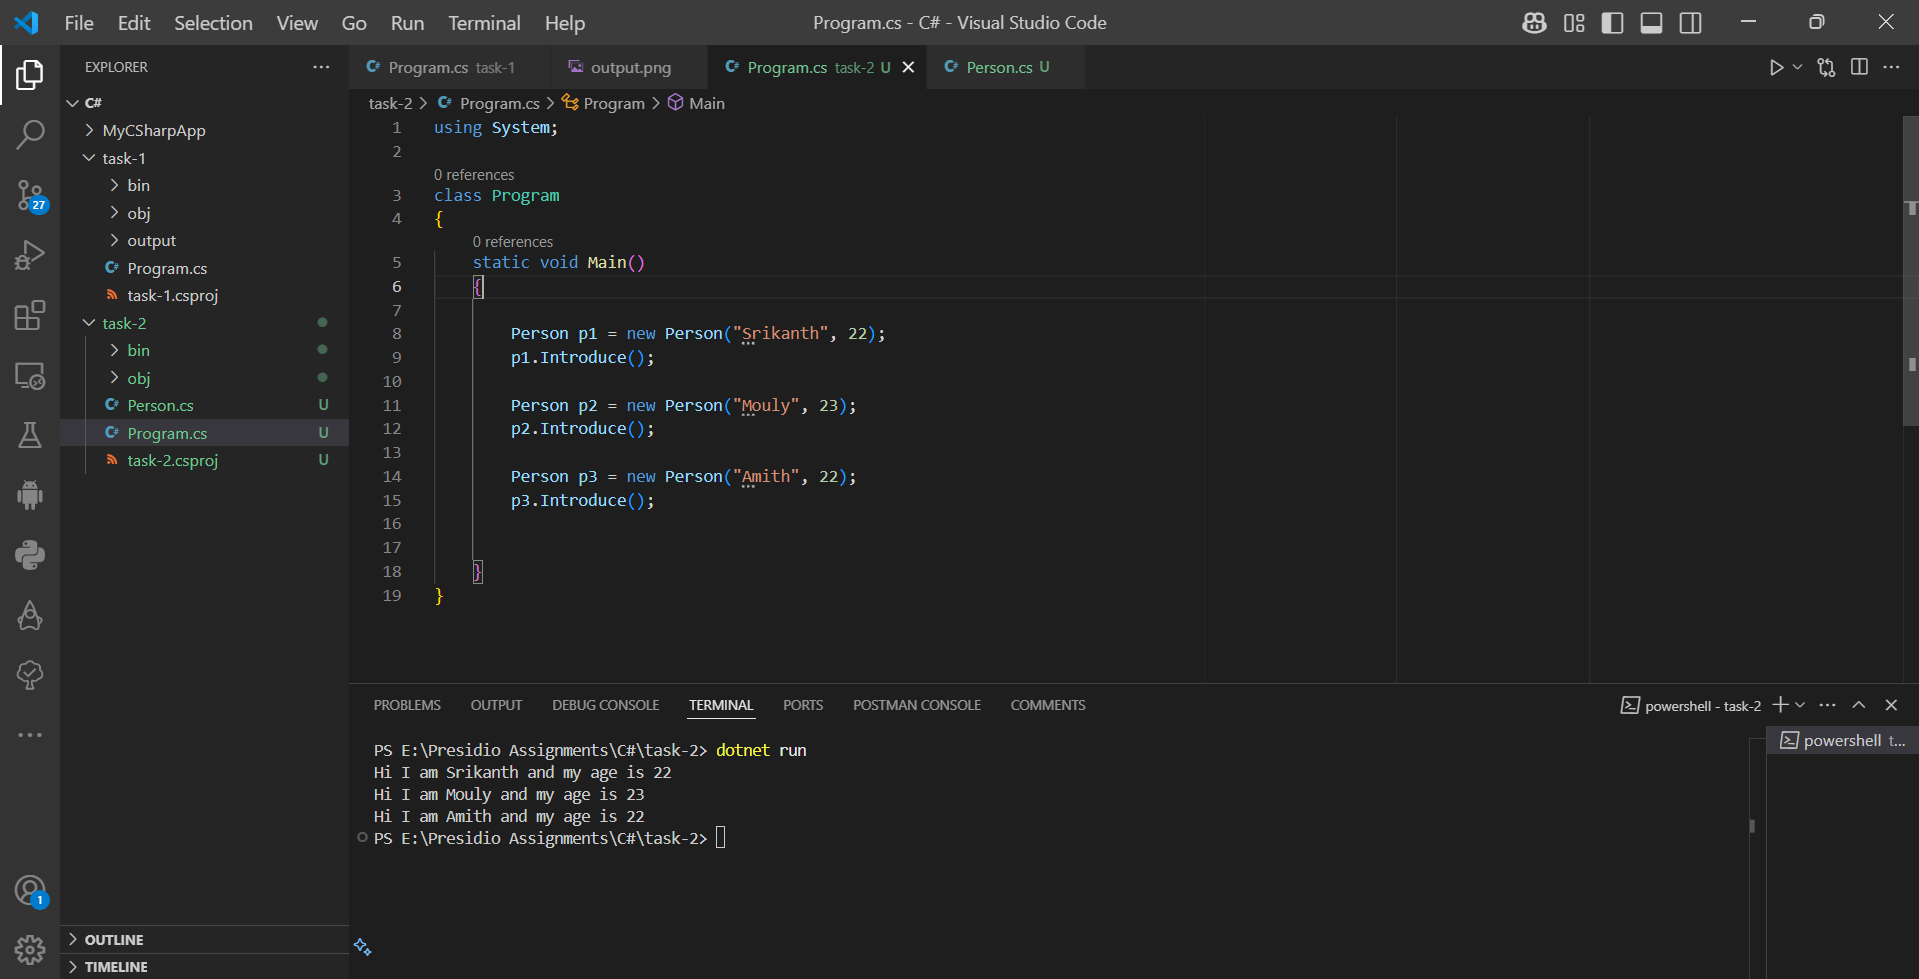 File Edit Selection View Go Run Terminal Help
Program.cs - C# - Visual Studio Code
EXPLORER
C#
MyCSharpApp
task-1
bin
obj
output
Program.cs
task-1.csproj
task-2
bin
obj
Person.cs U
Program.cs U
task-2.csproj U
OUTLINE
TIMELINE
27
1
Program.cs task-1
output.png
Program.cs task-2 U
Person.cs U
task-2 > Program.cs > Program > Main
1 using System;
2
0 references
3 class Program
4 {
0 references
5 static void Main()
6 {
7
8 Person p1 = new Person("Srikanth", 22);
9 p1.Introduce();
10
11 Person p2 = new Person("Mouly", 23);
12 p2.Introduce();
13
14 Person p3 = new Person("Amith", 22);
15 p3.Introduce();
16
17
18 }
19 }
PROBLEMS OUTPUT DEBUG CONSOLE TERMINAL PORTS POSTMAN CONSOLE COMMENTS
powershell - task-2
powershell t...
PS E:\Presidio Assignments\C#\task-2> dotnet run
Hi I am Srikanth and my age is 22
Hi I am Mouly and my age is 23
Hi I am Amith and my age is 22
PS E:\Presidio Assignments\C#\task-2>